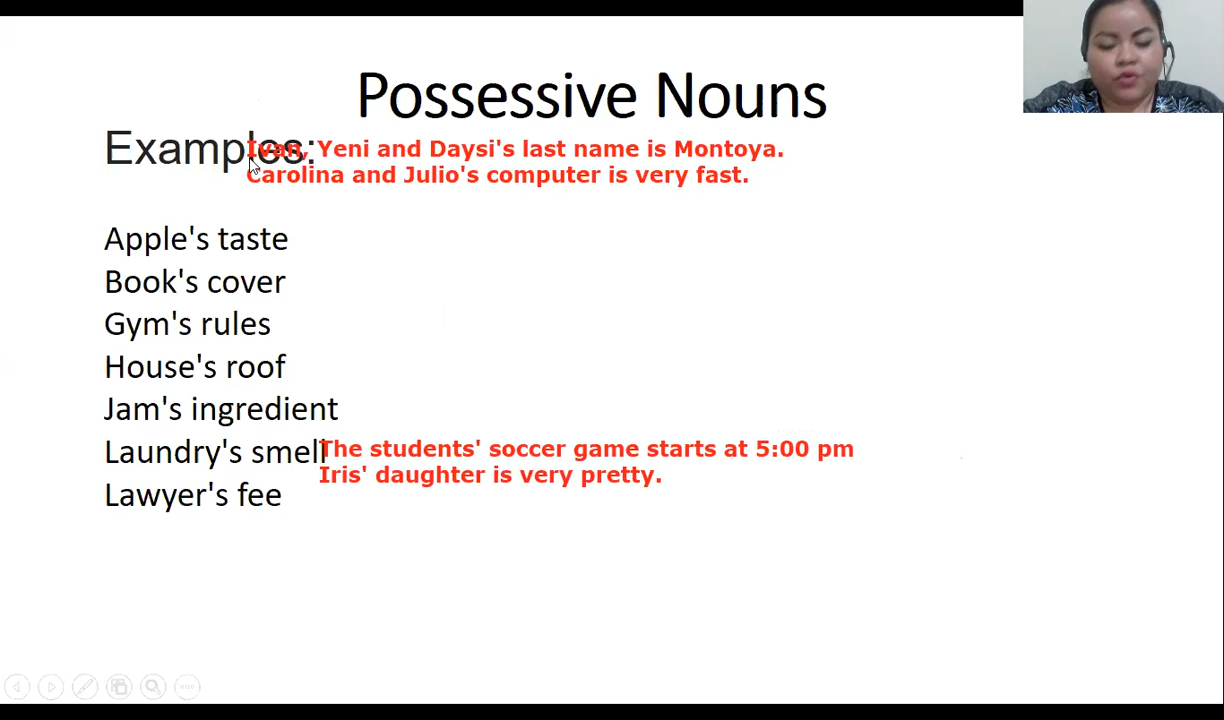 Possessive Nouns
Examples:
Ivan, Yeni and Daysi's last name is Montoya.
Carolina and Julio's computer is very fast.
Apple's taste
Book's cover
Gym's rules
House's roof
Jam's ingredient
Laundry's smell
The students' soccer game starts at 5:00 pm
Iris' daughter is very pretty.
Lawyer's fee